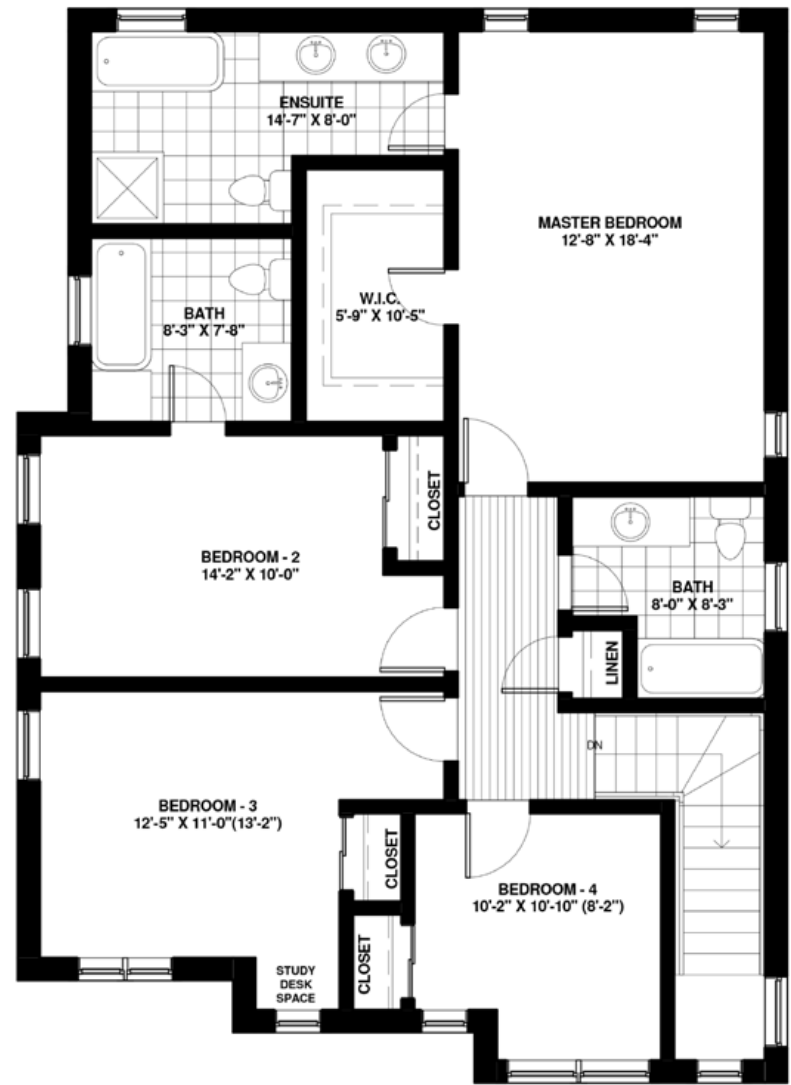 ENSUITE
14'-7" X 8'-0"
MASTER BEDROOM
12'-8" X 18'-4"
W.I.C.
5'-9" X 10'-5"
BATH
8'-3" X 7'-8"
CLOSET
BEDROOM - 2
14'-2" X 10'-0"
BATH
8'-0" X 8'-3"
LINEN
DN
BEDROOM - 3
12'-5" X 11'-0"(13'-2")
CLOSET
BEDROOM - 4
10'-2" X 10'-10" (8'-2")
CLOSET
STUDY
DESK
SPACE